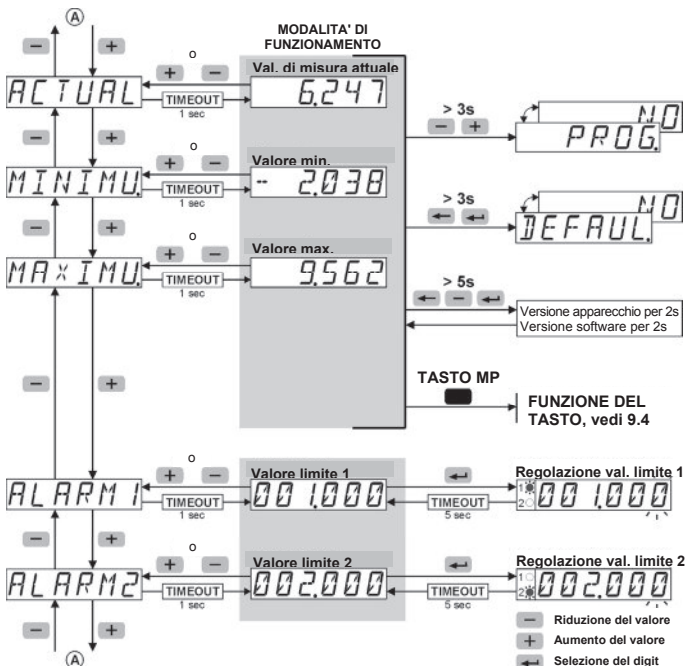 A
MODALITA' DI
FUNZIONAMENTO
− +
o
+ −
Val. di misura attuale
ACTUAL
TIMEOUT
1 sec
6.247
> 3s
− +
NO
PROG.
− +
o
+ −
Valore min.
MINIMU.
TIMEOUT
1 sec
- 2.038
> 3s
NO
DEFAUL.
− +
o
+ −
Valore max.
MAXIMU.
TIMEOUT
1 sec
9.562
> 5s
−
Versione apparecchio per 2s
Versione software per 2s
TASTO MP
− +
FUNZIONE DEL
TASTO, vedi 9.4
o
+ −
Valore limite 1
Regolazione val. limite 1
ALARM1
TIMEOUT
1 sec
001.000
TIMEOUT
5 sec
1
2
001.000
− +
o
+ −
Valore limite 2
Regolazione val. limite 2
ALARM2
TIMEOUT
1 sec
002.000
TIMEOUT
5 sec
1
2
002.000
− +
− Riduzione del valore
+ Aumento del valore
Selezione del digit
A